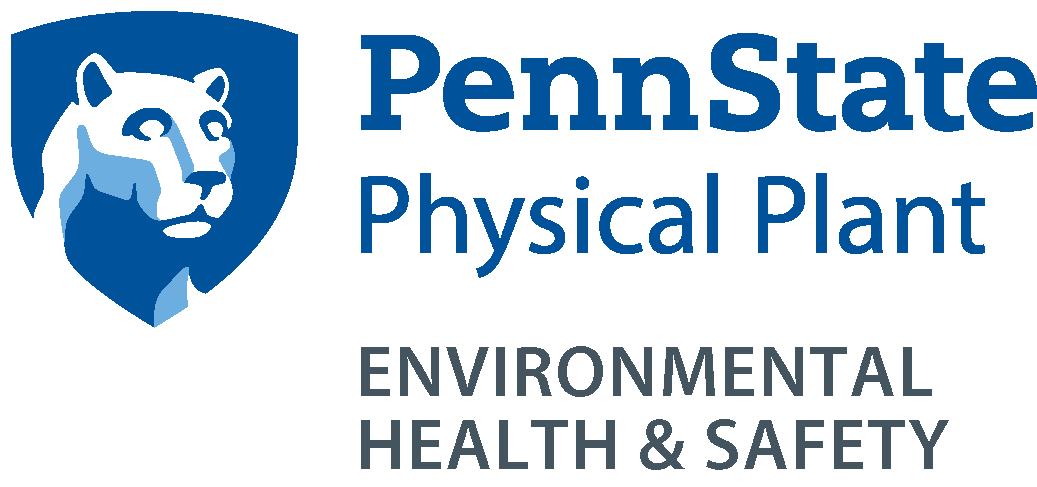 PennState
Physical Plant
ENVIRONMENTAL
HEALTH & SAFETY